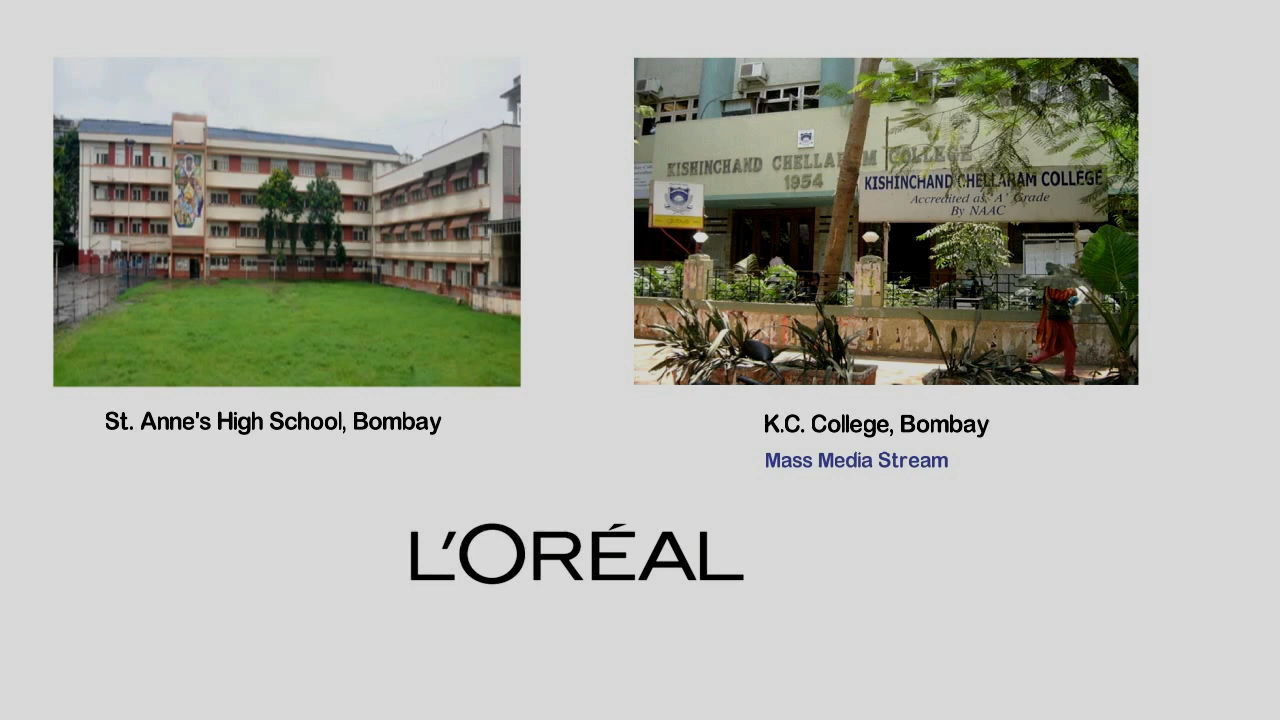 KISHINCHAND CHELLARAM COLLEGE
1954
KISHINCHAND CHELLARAM COLLEGE
Accredited as 'A' Grade
By NAAC
St. Anne's High School, Bombay
K.C. College, Bombay
Mass Media Stream
L'ORÉAL